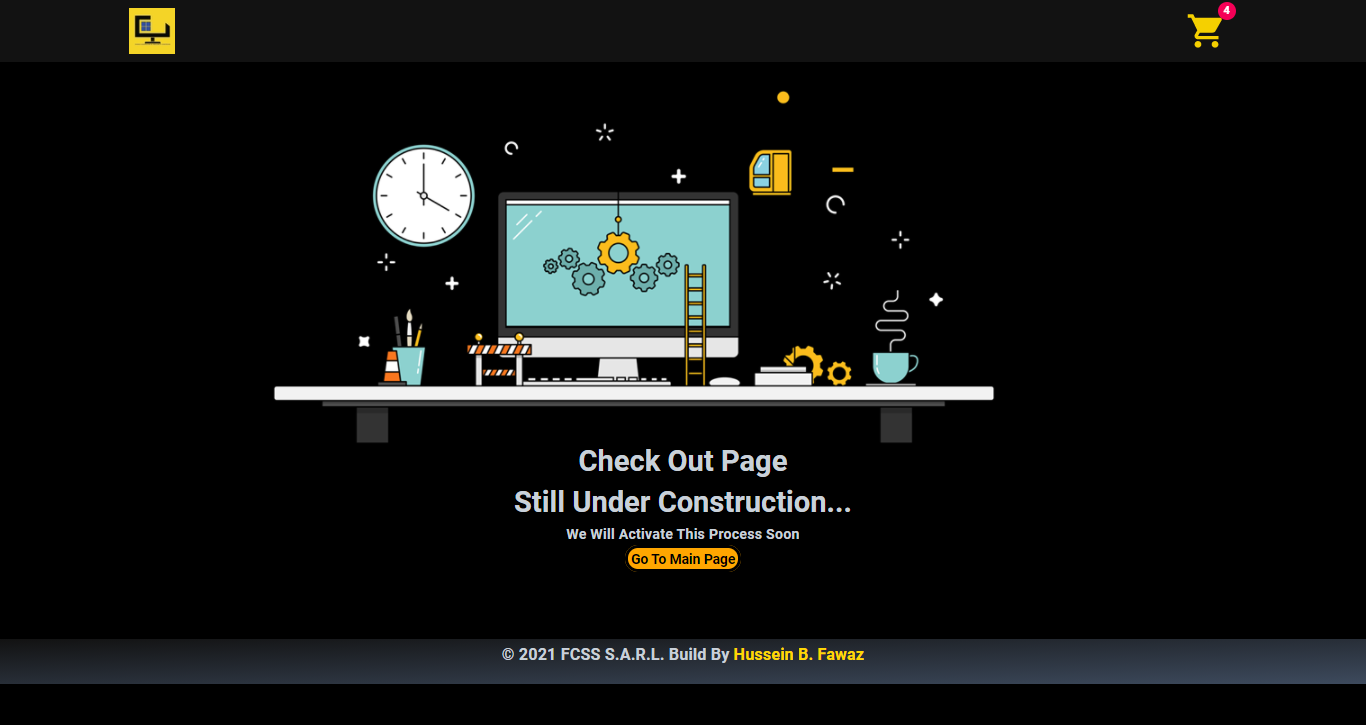 4
Check Out Page
Still Under Construction...
We Will Activate This Process Soon
Go To Main Page
© 2021 FCSS S.A.R.L. Build By Hussein B. Fawaz